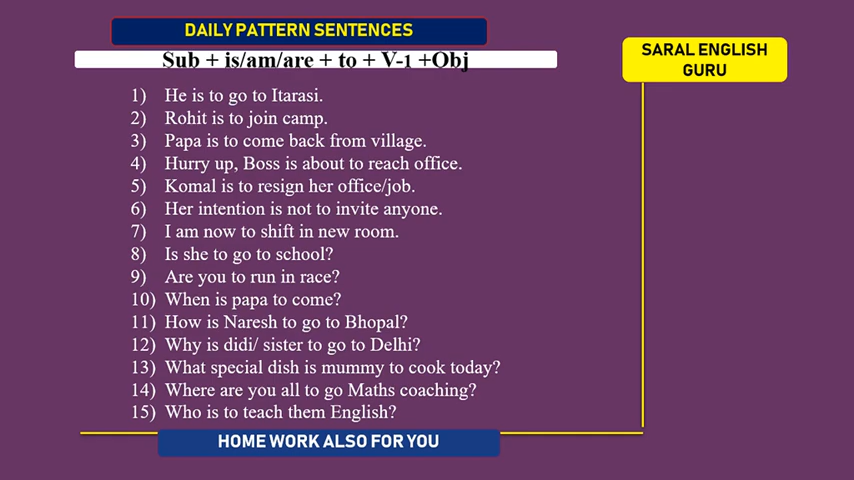 DAILY PATTERN SENTENCES
Sub + is/am/are + to + V-1 +Obj
SARAL ENGLISH
GURU
1) He is to go to Itarasi.
2) Rohit is to join camp.
3) Papa is to come back from village.
4) Hurry up, Boss is about to reach office.
5) Komal is to resign her office/job.
6) Her intention is not to invite anyone.
7) I am now to shift in new room.
8) Is she to go to school?
9) Are you to run in race?
10) When is papa to come?
11) How is Naresh to go to Bhopal?
12) Why is didi/ sister to go to Delhi?
13) What special dish is mummy to cook today?
14) Where are you all to go Maths coaching?
15) Who is to teach them English?
HOME WORK ALSO FOR YOU